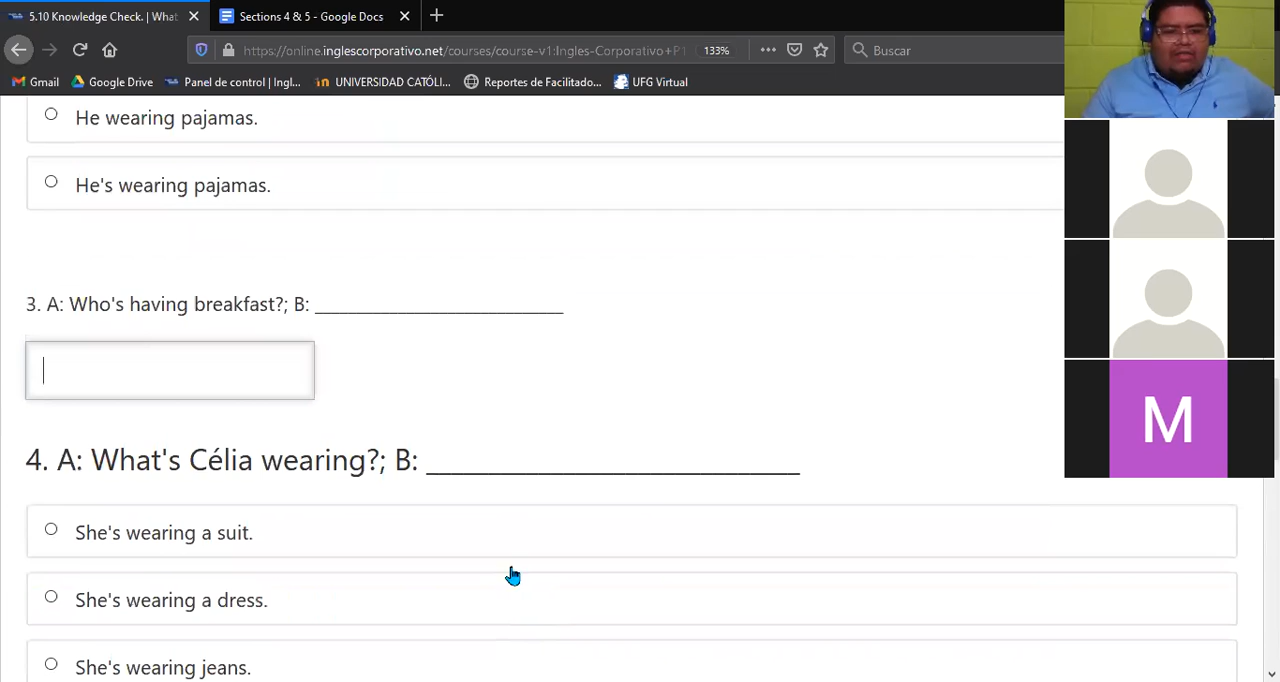 5.10 Knowledge Check. | What
Sections 4 & 5 - Google Docs
https://online.inglescorporativo.net/courses/course-v1:Ingles-Corporativo+P1
133%
Buscar
Gmail
Google Drive
Panel de control | Ingl...
UNIVERSIDAD CATÓLI...
Reportes de Facilitado...
UFG Virtual
He wearing pajamas.
He's wearing pajamas.
3. A: Who's having breakfast?; B: ____________________________
4. A: What's Célia wearing?; B: ____________________________
She's wearing a suit.
She's wearing a dress.
She's wearing jeans.
M